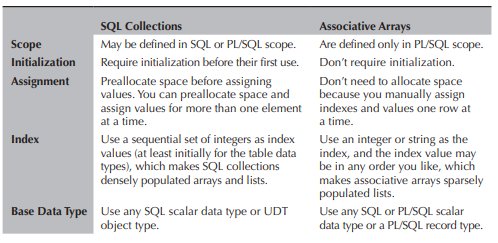 SQL Collections Associative Arrays
Scope May be defined in SQL or PL/SQL scope. Are defined only in PL/SQL scope.
Initialization Require initialization before their first use. Don’t require initialization.
Assignment Preallocate space before assigning Don’t need to allocate space
values. You can preallocate space and because you manually assign
assign values for more than one element indexes and values one row at
at a time. a time.
Index Use a sequential set of integers as index Use an integer or string as the
values (at least initially for the table data index, and the index value may
types), which makes SQL collections be in any order you like, which
densely populated arrays and lists. makes associative arrays sparsely
populated lists.
Base Data Type Use any SQL scalar data type or UDT Use any SQL or PL/SQL scalar
object type. data type or a PL/SQL record type.